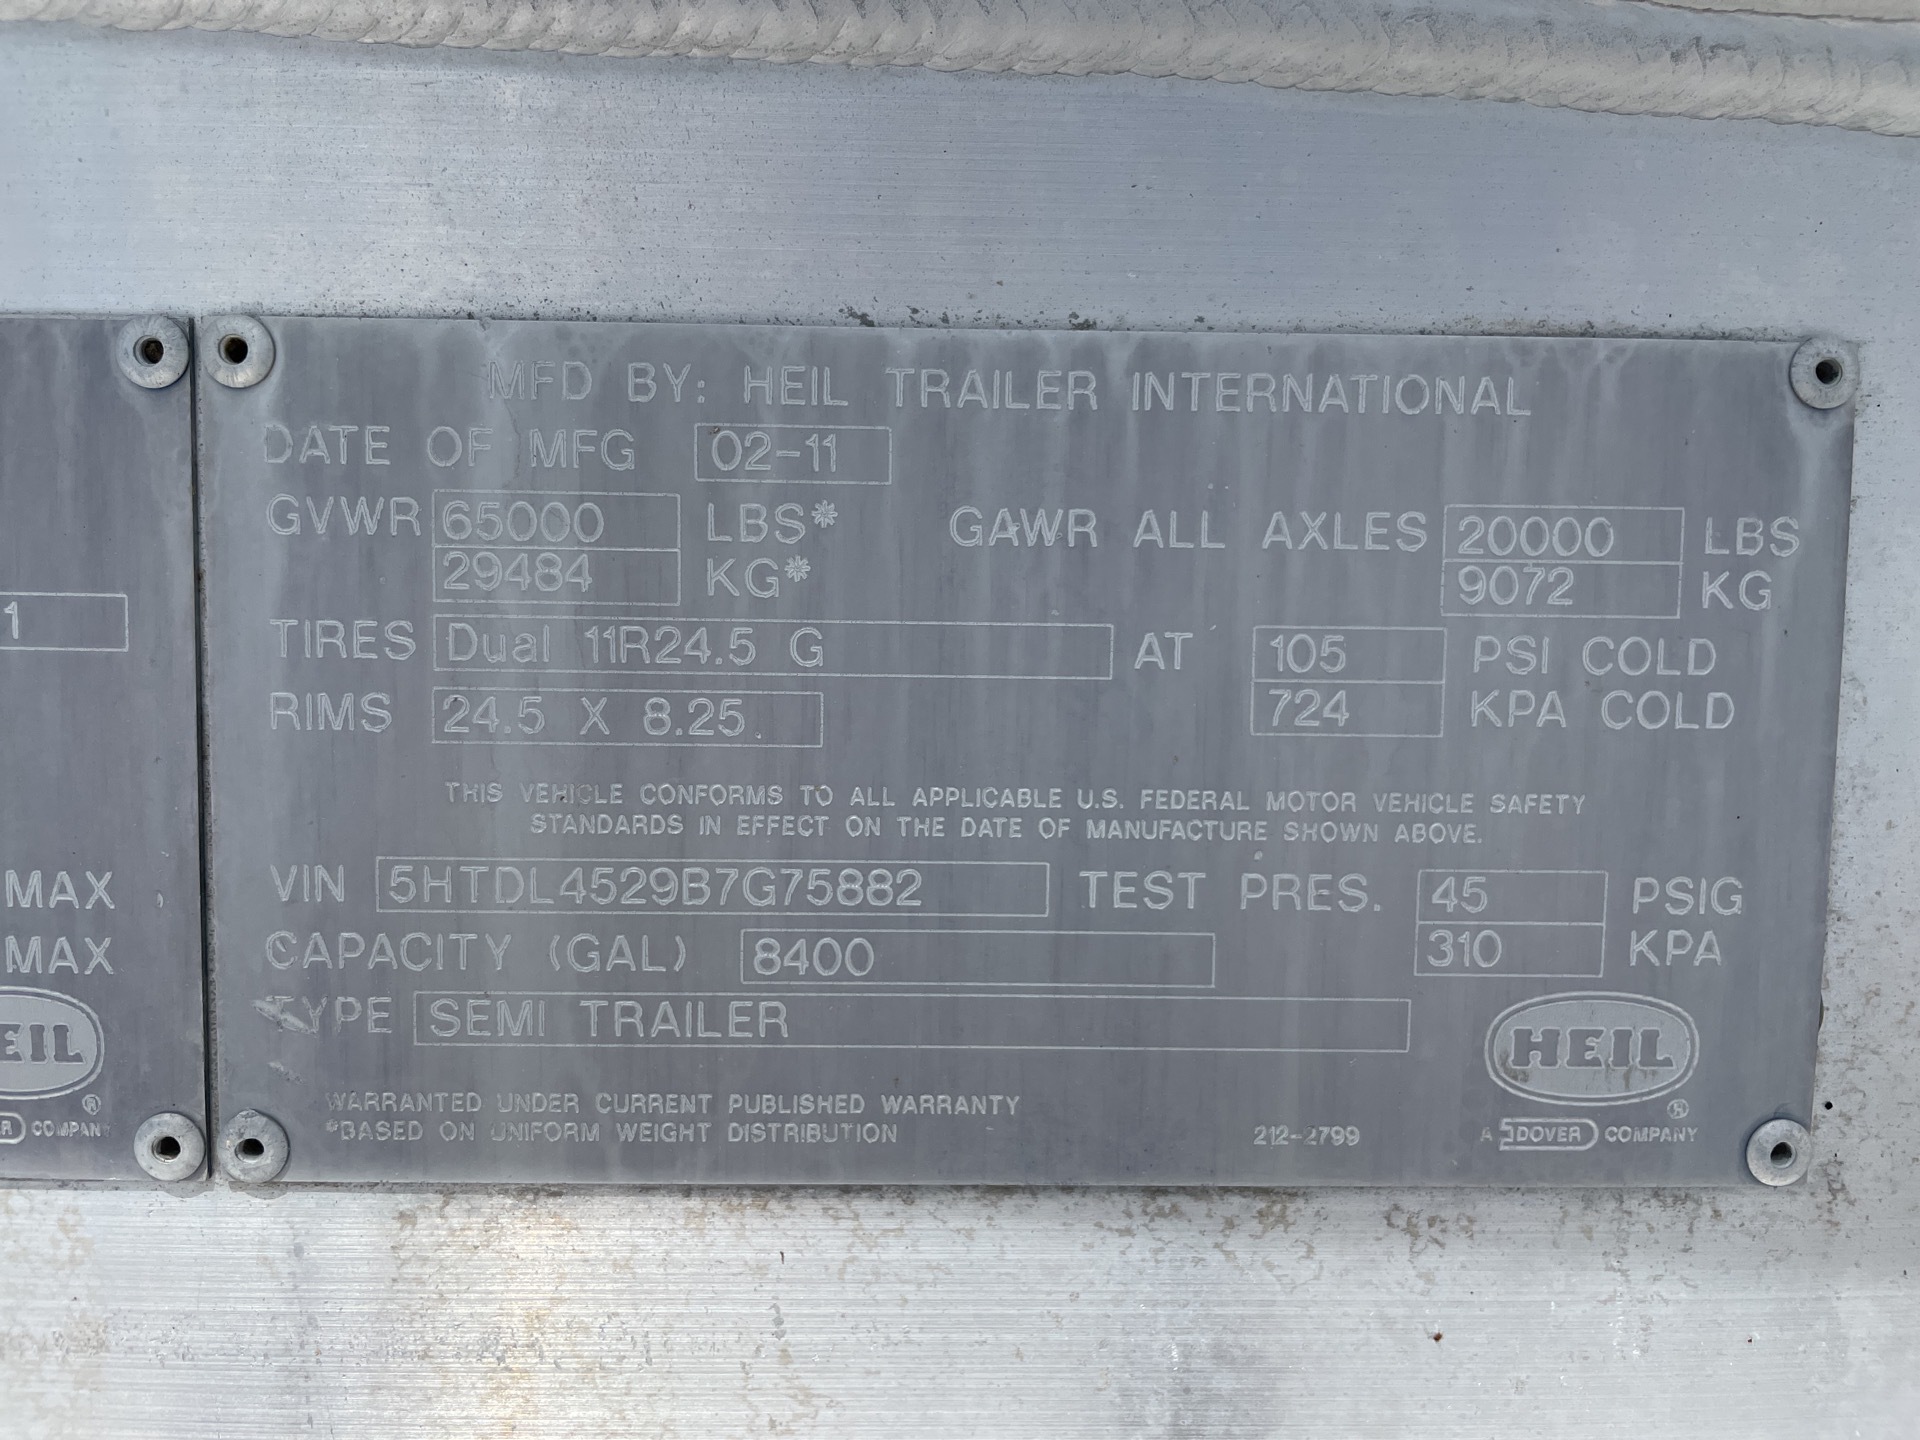 MFD BY: HEIL TRAILER INTERNATIONAL
DATE OF MFG 02-11
GVWR 65000 LBS* GAWR ALL AXLES 20000 LBS
29484 KG* 9072 KG
TIRES Dual 11R24.5 G AT 105 PSI COLD
RIMS 24.5 X 8.25 724 KPA COLD
THIS VEHICLE CONFORMS TO ALL APPLICABLE U.S. FEDERAL MOTOR VEHICLE SAFETY
STANDARDS IN EFFECT ON THE DATE OF MANUFACTURE SHOWN ABOVE.
VIN 5HTDL4529B7G75882 TEST PRES. 45 PSIG
CAPACITY (GAL) 8400 310 KPA
TYPE SEMI TRAILER
HEIL ®
WARRANTED UNDER CURRENT PUBLISHED WARRANTY
*BASED ON UNIFORM WEIGHT DISTRIBUTION 212-2799 A DOVER COMPANY
1
MAX
MAX
EIL ®
R COMPANY